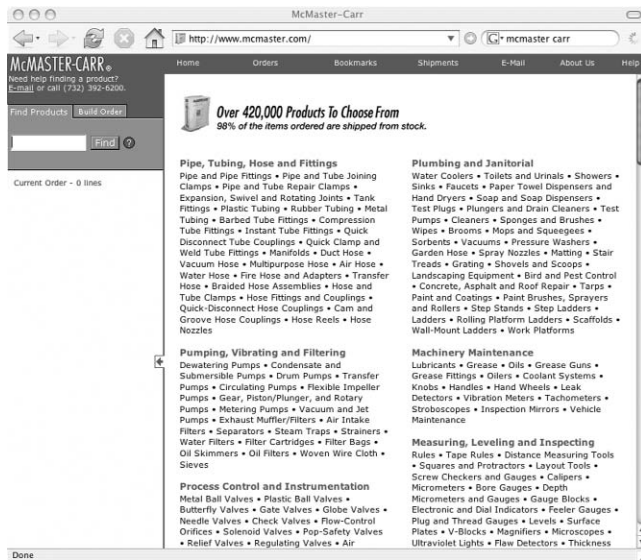 McMaster-Carr
http://www.mcmaster.com/
G mcmaster carr
McMASTER-CARR®
Need help finding a product?
E-mail or call (732) 392-6200.
Find Products Build Order
Find ?
Current Order - 0 lines
Home Orders Bookmarks Shipments E-Mail About Us Help
Over 420,000 Products To Choose From
98% of the items ordered are shipped from stock.
Pipe, Tubing, Hose and Fittings
Pipe and Pipe Fittings • Pipe and Tube Joining
Clamps • Pipe and Tube Repair Clamps •
Expansion, Swivel and Rotating Joints • Tank
Fittings • Plastic Tubing • Rubber Tubing • Metal
Tubing • Barbed Tube Fittings • Compression
Tube Fittings • Instant Tube Fittings • Quick
Disconnect Tube Couplings • Quick Clamp and
Weld Tube Fittings • Manifolds • Duct Hose •
Vacuum Hose • Multipurpose Hose • Air Hose •
Water Hose • Fire Hose and Adapters • Transfer
Hose • Braided Hose Assemblies • Hose and
Tube Clamps • Hose Fittings and Couplings •
Quick-Disconnect Hose Couplings • Cam and
Groove Hose Couplings • Hose Reels • Hose
Nozzles
Pumping, Vibrating and Filtering
Dewatering Pumps • Condensate and
Submersible Pumps • Drum Pumps • Transfer
Pumps • Circulating Pumps • Flexible Impeller
Pumps • Gear, Piston/Plunger, and Rotary
Pumps • Metering Pumps • Vacuum and Jet
Pumps • Exhaust Muffler/Filters • Air Intake
Filters • Separators • Steam Traps • Strainers •
Water Filters • Filter Cartridges • Filter Bags •
Oil Skimmers • Oil Filters • Woven Wire Cloth •
Sieves
Process Control and Instrumentation
Metal Ball Valves • Plastic Ball Valves •
Butterfly Valves • Gate Valves • Globe Valves •
Needle Valves • Check Valves • Flow-Control
Orifices • Solenoid Valves • Pop-Safety Valves
• Relief Valves • Regulating Valves • Air
Plumbing and Janitorial
Water Coolers • Toilets and Urinals • Showers •
Sinks • Faucets • Paper Towel Dispensers and
Hand Dryers • Soap and Soap Dispensers •
Test Plugs • Plungers and Drain Cleaners • Test
Pumps • Cleaners • Sponges and Brushes •
Wipes • Brooms • Mops and Squeegees •
Sorbents • Vacuums • Pressure Washers •
Garden Hose • Spray Nozzles • Matting • Stair
Treads • Grating • Shovels and Scoops •
Landscaping Equipment • Bird and Pest Control
• Concrete, Asphalt and Roof Repair • Tarps •
Paint and Coatings • Paint Brushes, Sprayers
and Rollers • Step Stands • Step Ladders •
Ladders • Rolling Platform Ladders • Scaffolds •
Wall-Mount Ladders • Work Platforms
Machinery Maintenance
Lubricants • Grease • Oils • Grease Guns •
Grease Fittings • Oilers • Coolant Systems •
Knobs • Handles • Hand Wheels • Leak
Detectors • Vibration Meters • Tachometers •
Stroboscopes • Inspection Mirrors • Vehicle
Maintenance
Measuring, Leveling and Inspecting
Rules • Tape Rules • Distance Measuring Tools
• Squares and Protractors • Layout Tools •
Screw Checkers and Gauges • Calipers •
Micrometers • Bore Gauges • Depth
Micrometers and Gauges • Gauge Blocks •
Electronic and Dial Indicators • Feeler Gauges •
Plug and Thread Gauges • Levels • Surface
Plates • V-Blocks • Magnifiers • Microscopes •
Ultraviolet Lights • Flaw Detectors • Thickness
Done